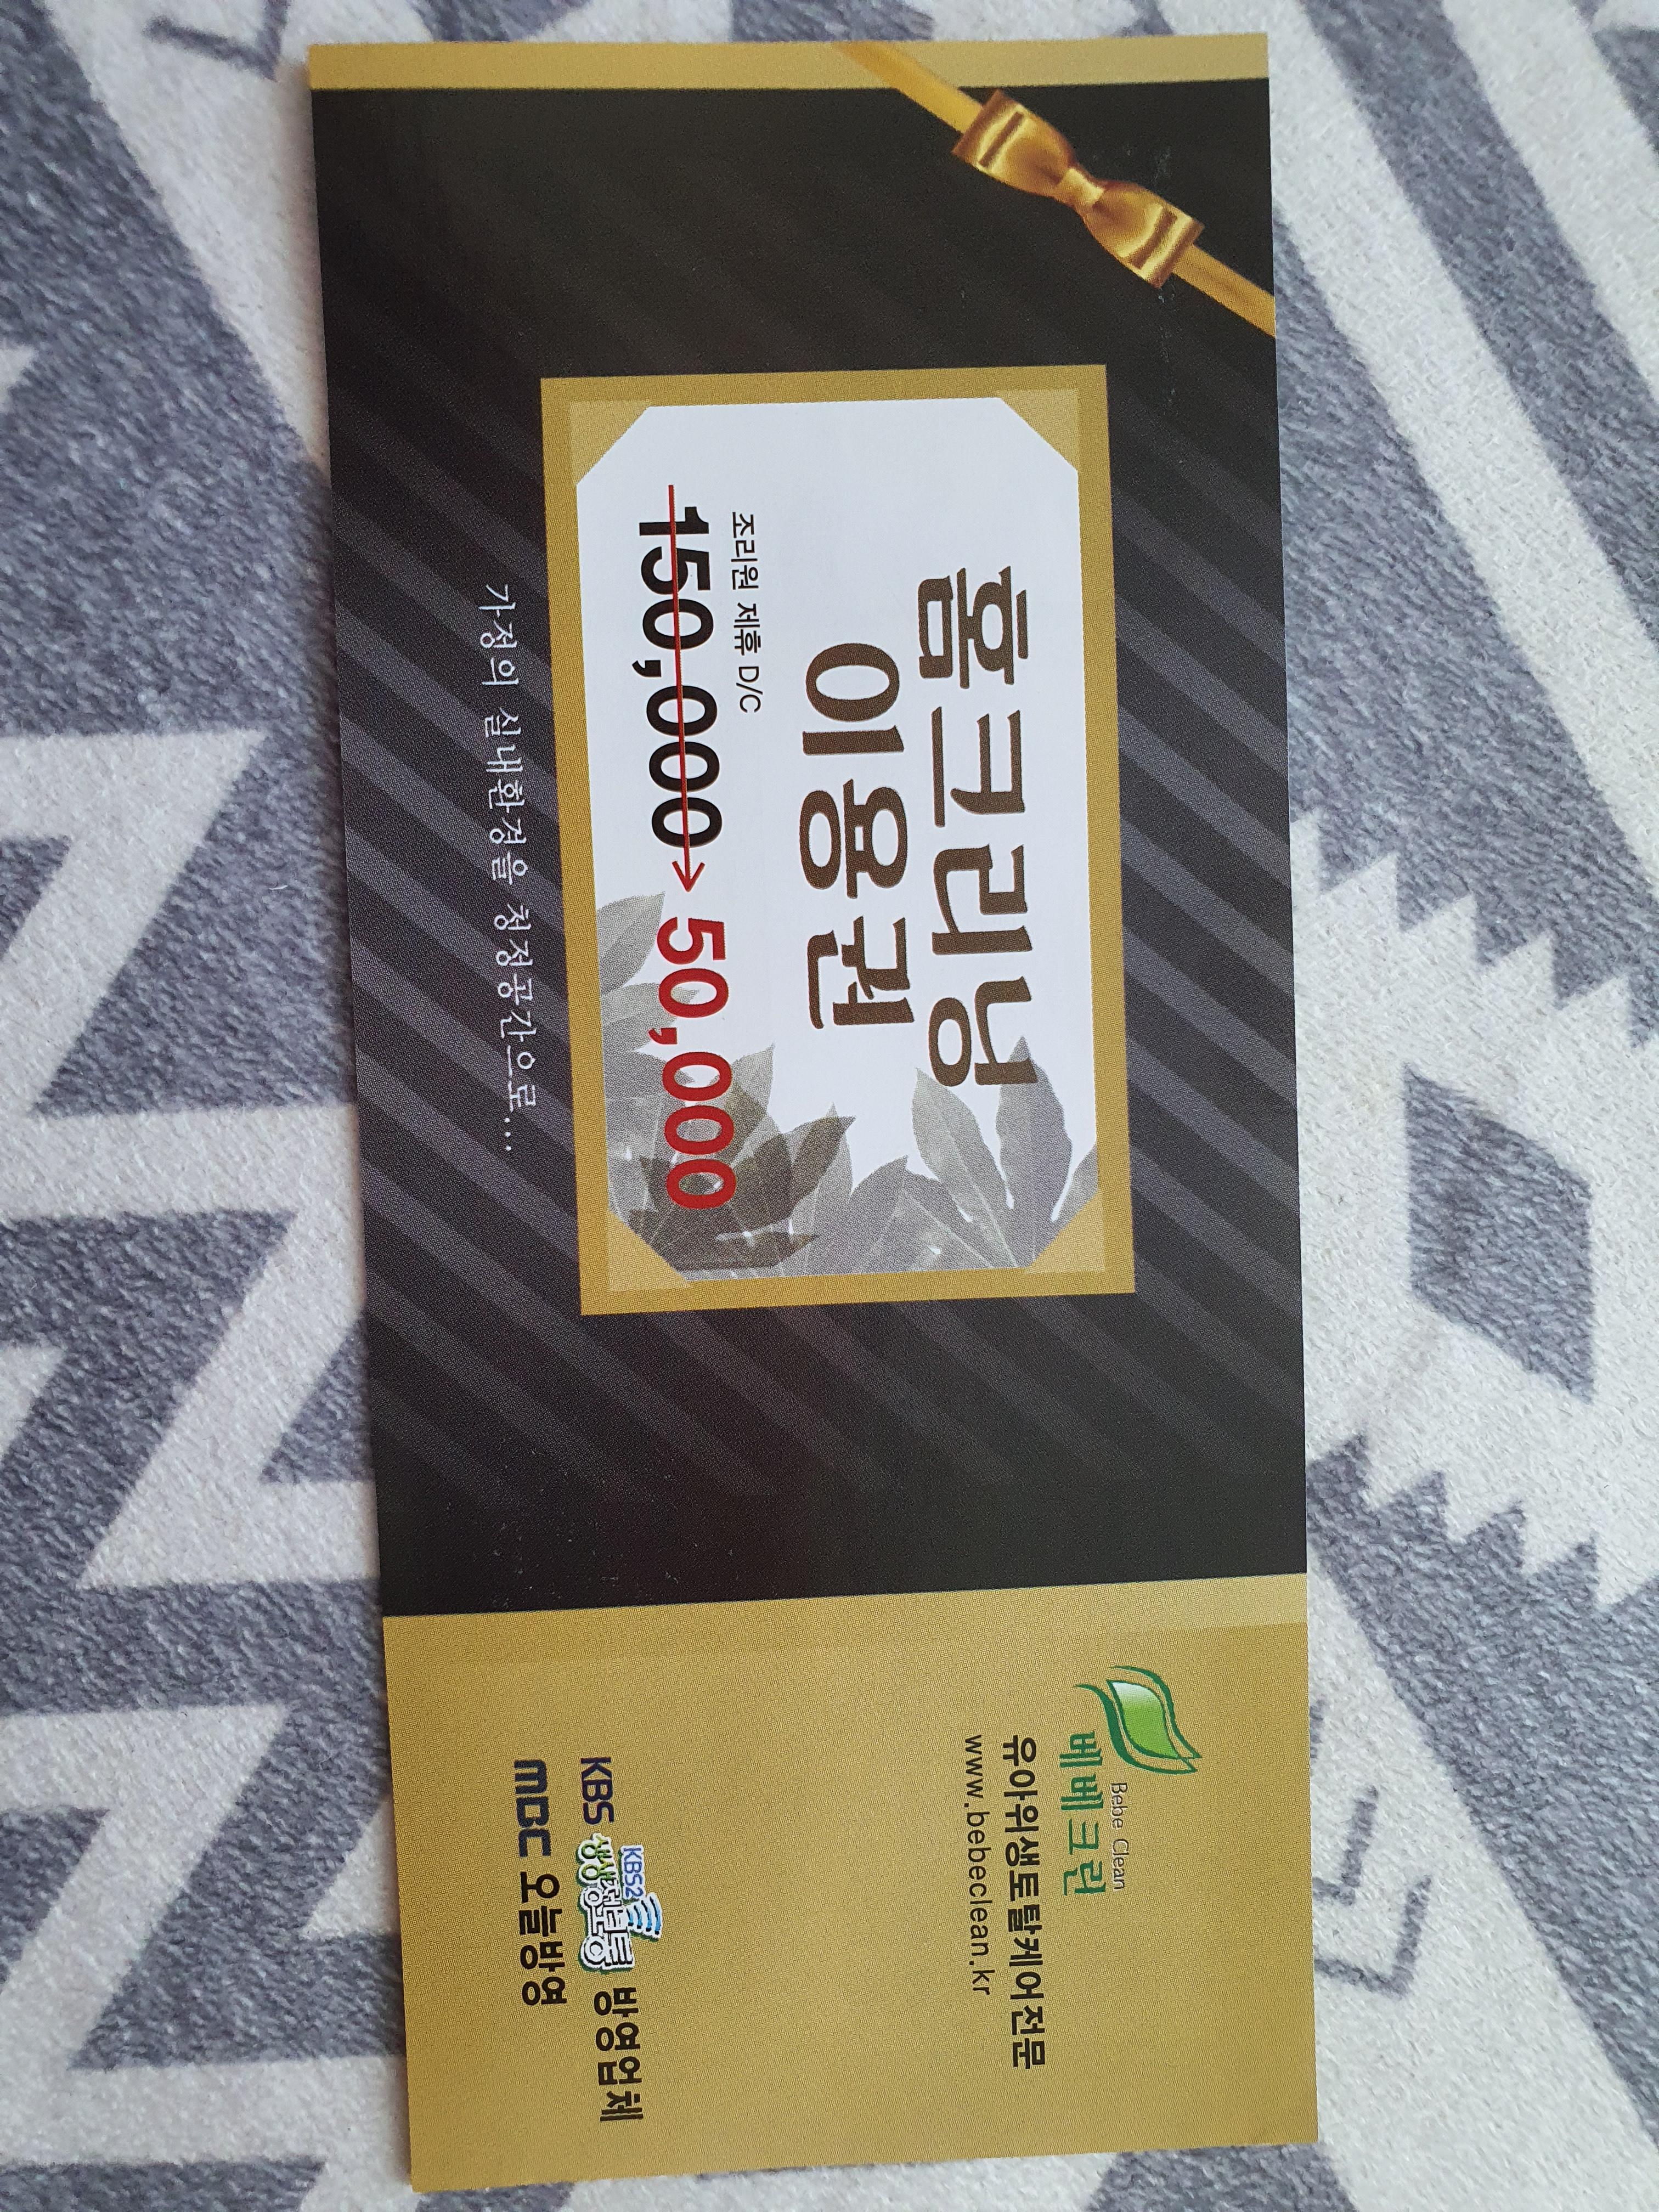 홈크리닝
이용권
조리원 제휴 D/C
150,000 → 50,000
가정의 실내환경을 청정공간으로...
Bebe Clean
베베크린
유아위생토탈케어전문
www.bebeclean.kr
KBS KBS2 생생정보통 방영업체
MBC 오늘방영